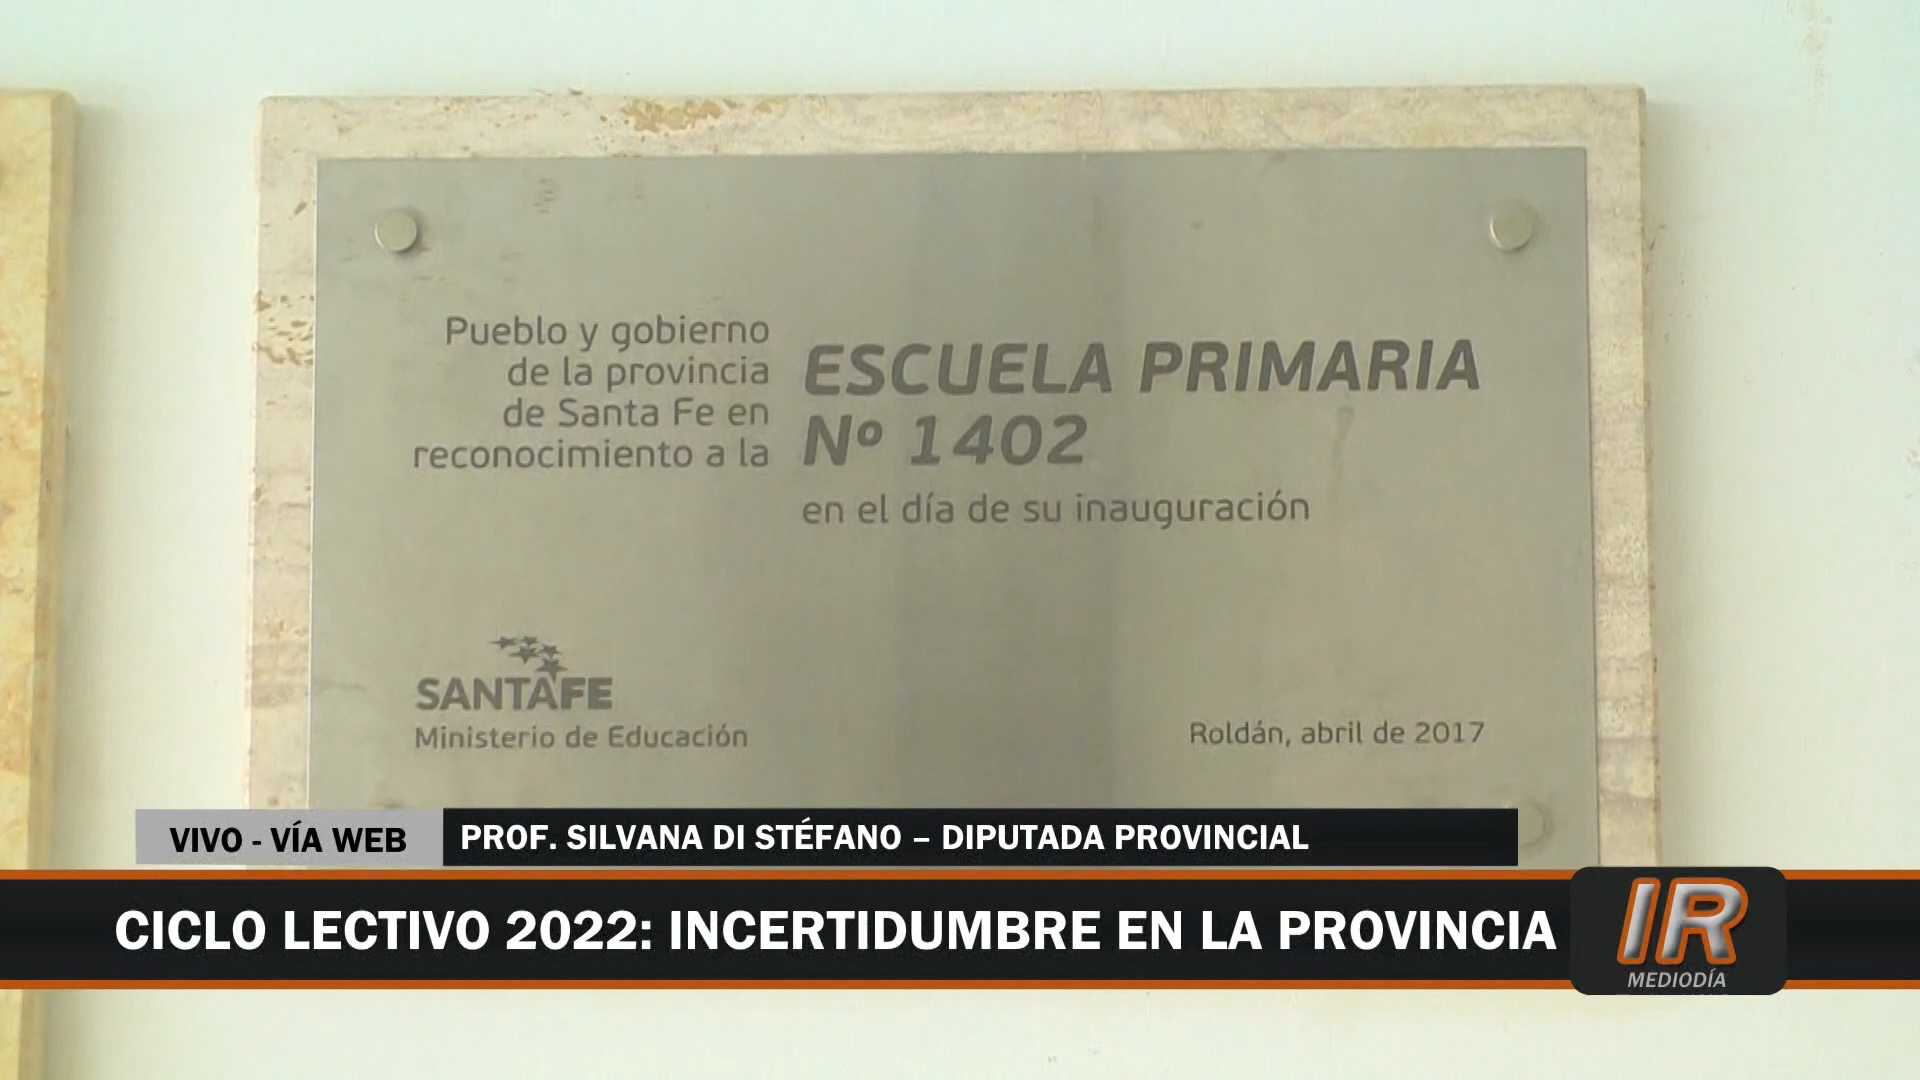 Pueblo y gobierno
de la provincia
de Santa Fe en
reconocimiento a la
ESCUELA PRIMARIA
Nº 1402
en el día de su inauguración
SANTAFE
Ministerio de Educación
Roldán, abril de 2017
VIVO - VÍA WEB
PROF. SILVANA DI STÉFANO – DIPUTADA PROVINCIAL
CICLO LECTIVO 2022: INCERTIDUMBRE EN LA PROVINCIA
IR
MEDIODÍA